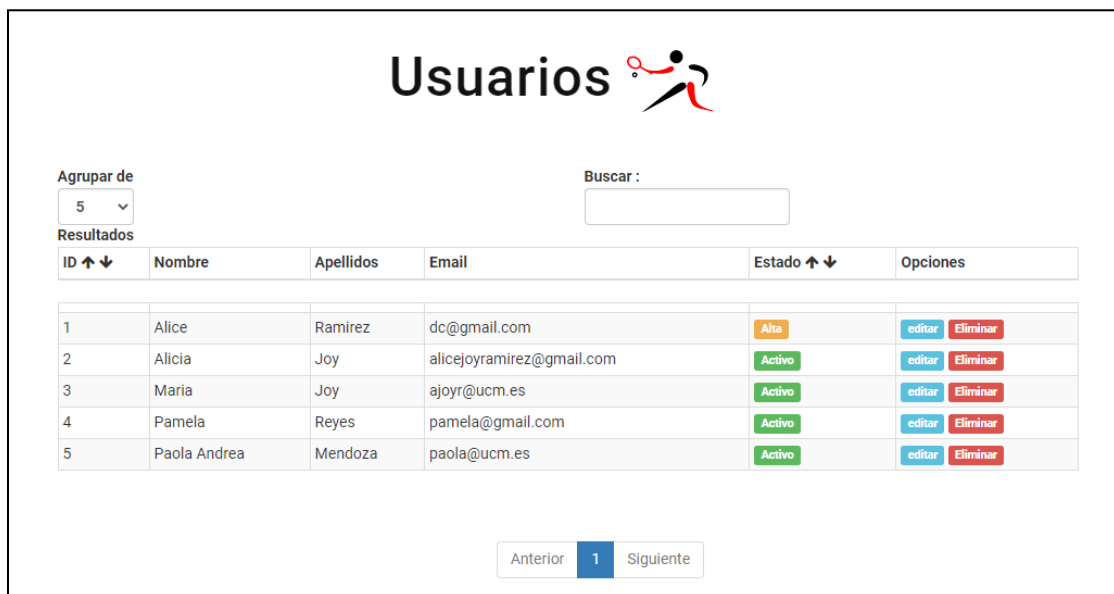 Usuarios
Agrupar de
5
Resultados
Buscar :
ID Nombre Apellidos Email Estado Opciones
1 Alice Ramirez dc@gmail.com Alta editar Eliminar
2 Alicia Joy alicejoyramirez@gmail.com Activo editar Eliminar
3 Maria Joy ajoyr@ucm.es Activo editar Eliminar
4 Pamela Reyes pamela@gmail.com Activo editar Eliminar
5 Paola Andrea Mendoza paola@ucm.es Activo editar Eliminar
Anterior 1 Siguiente